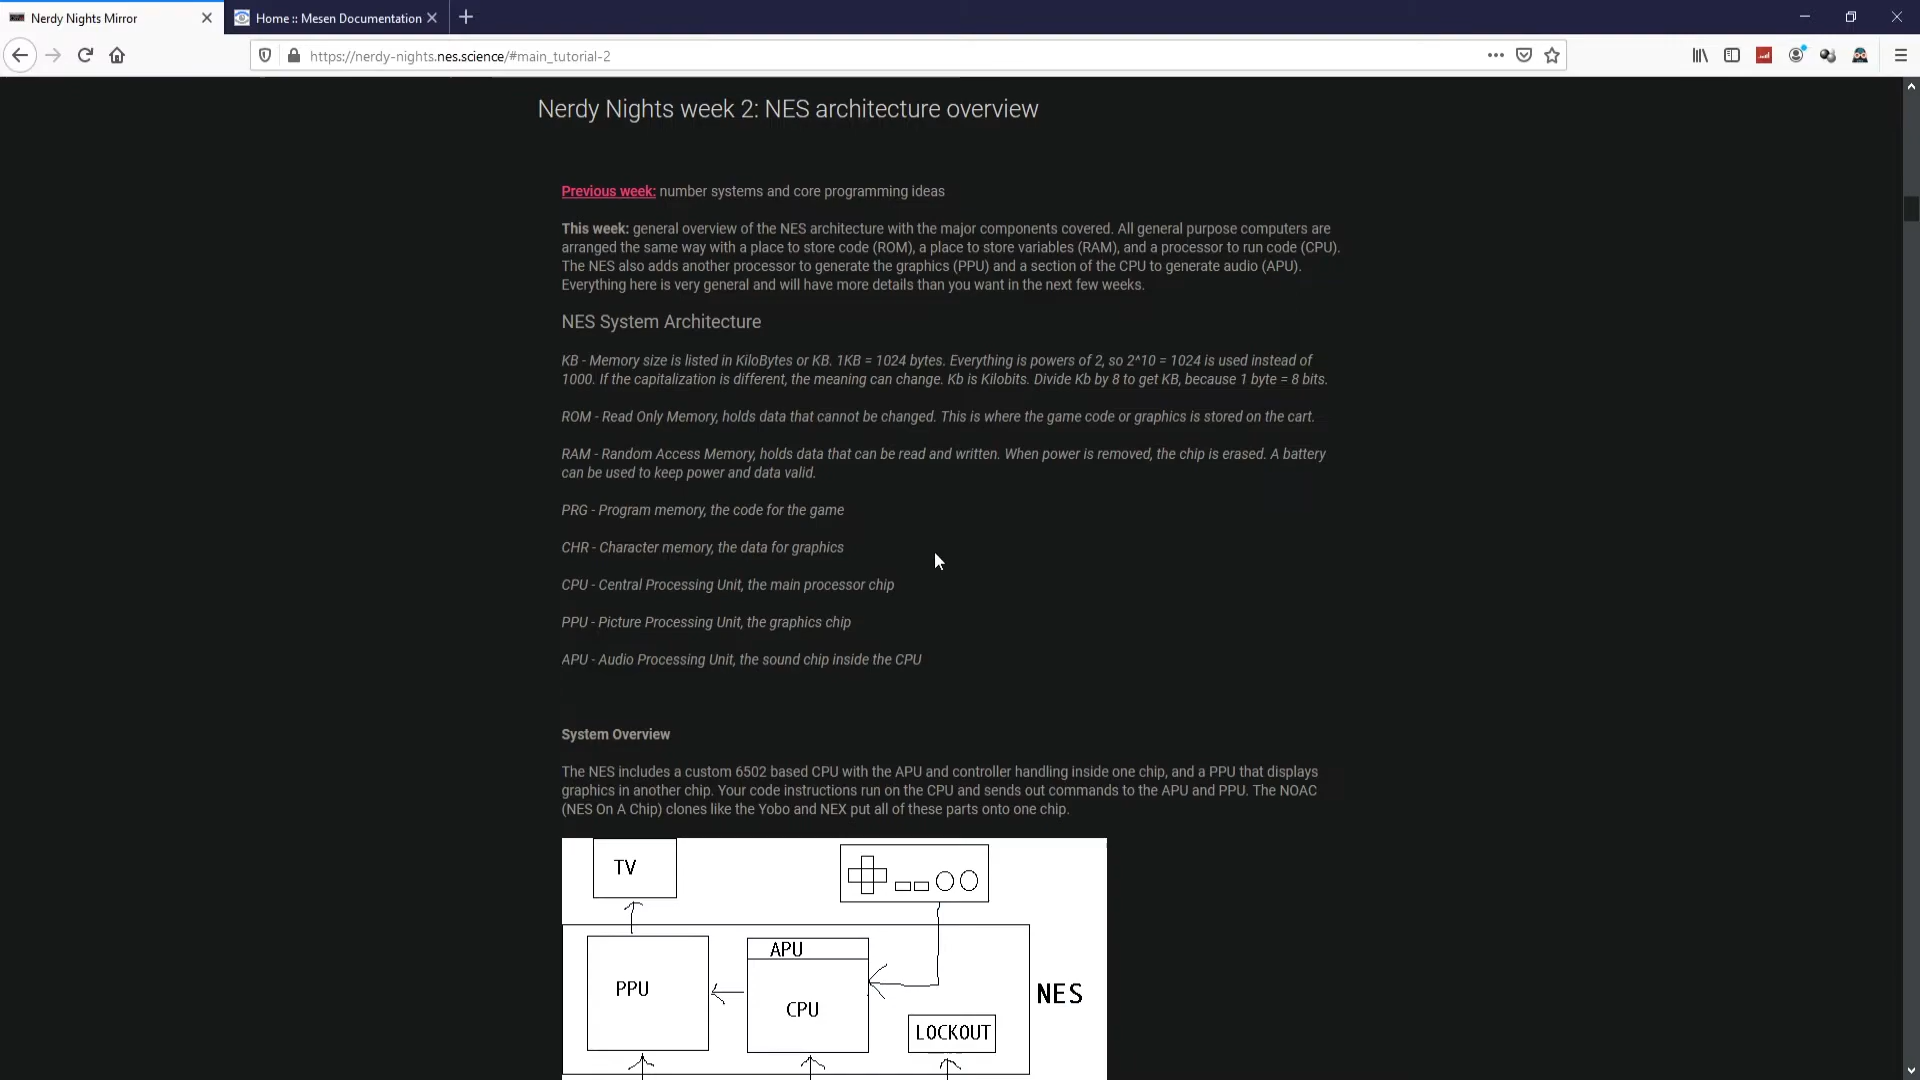 Nerdy Nights Mirror
Home :: Mesen Documentation
https://nerdy-nights.nes.science/#main_tutorial-2
Nerdy Nights week 2: NES architecture overview
Previous week: number systems and core programming ideas
This week: general overview of the NES architecture with the major components covered. All general purpose computers are
arranged the same way with a place to store code (ROM), a place to store variables (RAM), and a processor to run code (CPU).
The NES also adds another processor to generate the graphics (PPU) and a section of the CPU to generate audio (APU).
Everything here is very general and will have more details than you want in the next few weeks.
NES System Architecture
KB - Memory size is listed in KiloBytes or KB. 1KB = 1024 bytes. Everything is powers of 2, so 2^10 = 1024 is used instead of
1000. If the capitalization is different, the meaning can change. Kb is Kilobits. Divide Kb by 8 to get KB, because 1 byte = 8 bits.
ROM - Read Only Memory, holds data that cannot be changed. This is where the game code or graphics is stored on the cart.
RAM - Random Access Memory, holds data that can be read and written. When power is removed, the chip is erased. A battery
can be used to keep power and data valid.
PRG - Program memory, the code for the game
CHR - Character memory, the data for graphics
CPU - Central Processing Unit, the main processor chip
PPU - Picture Processing Unit, the graphics chip
APU - Audio Processing Unit, the sound chip inside the CPU
System Overview
The NES includes a custom 6502 based CPU with the APU and controller handling inside one chip, and a PPU that displays
graphics in another chip. Your code instructions run on the CPU and sends out commands to the APU and PPU. The NOAC
(NES On A Chip) clones like the Yobo and NEX put all of these parts onto one chip.
TV
APU
PPU
CPU
NES
LOCKOUT